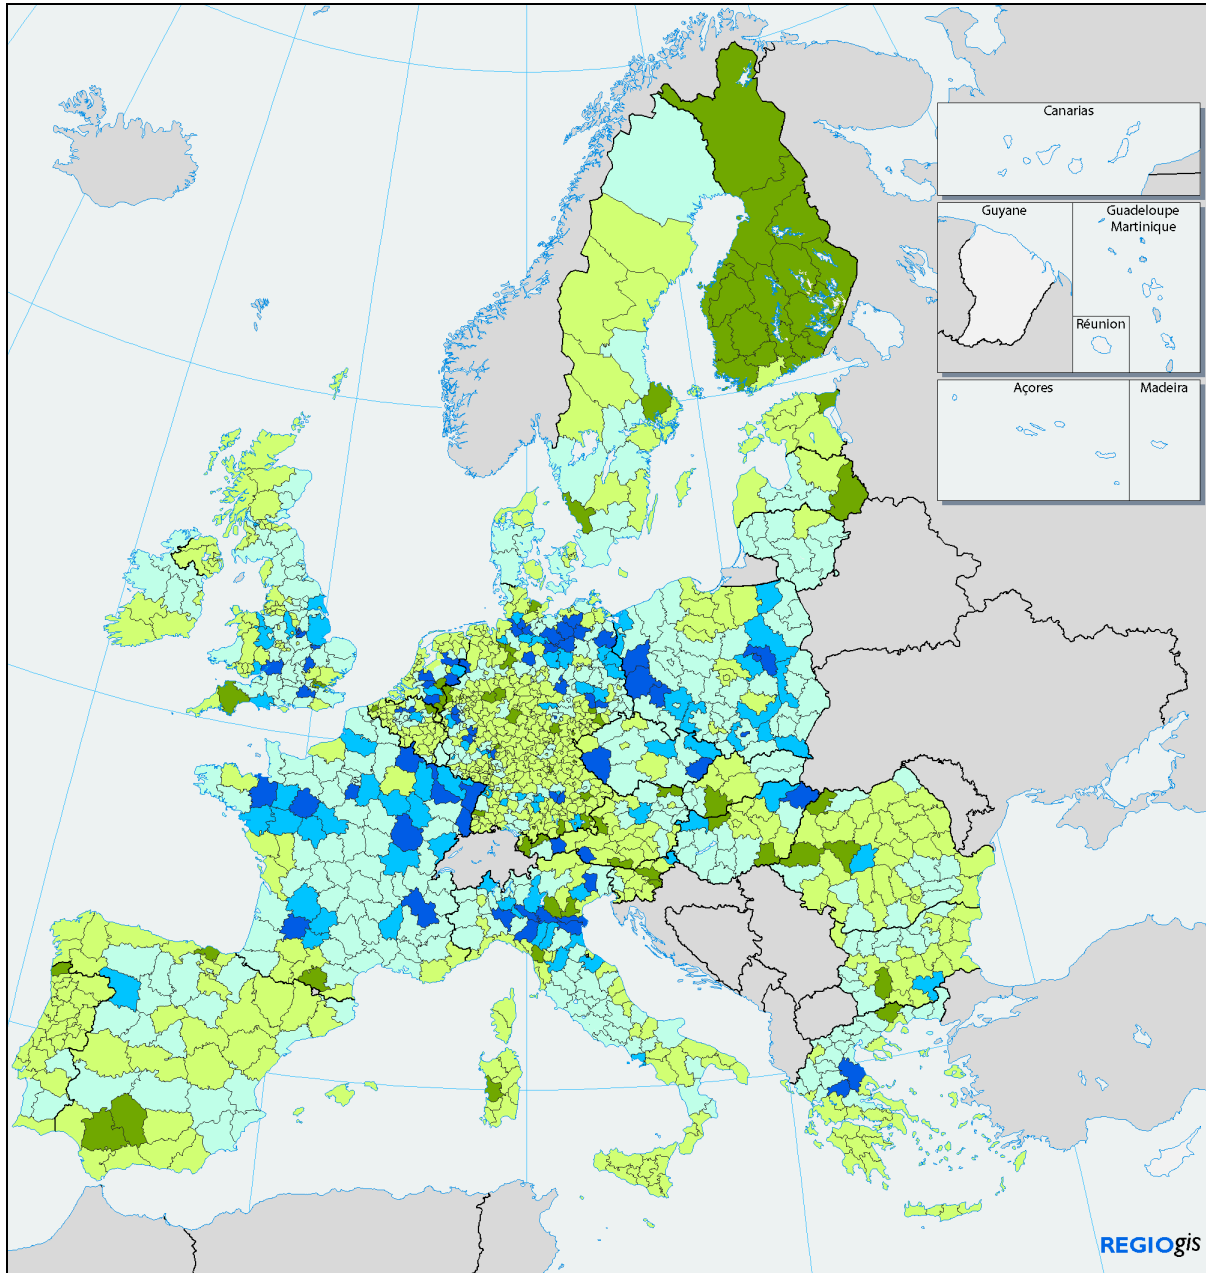 Canarias
Guyane
Guadeloupe
Martinique
Réunion
Açores
Madeira
REGIOgis